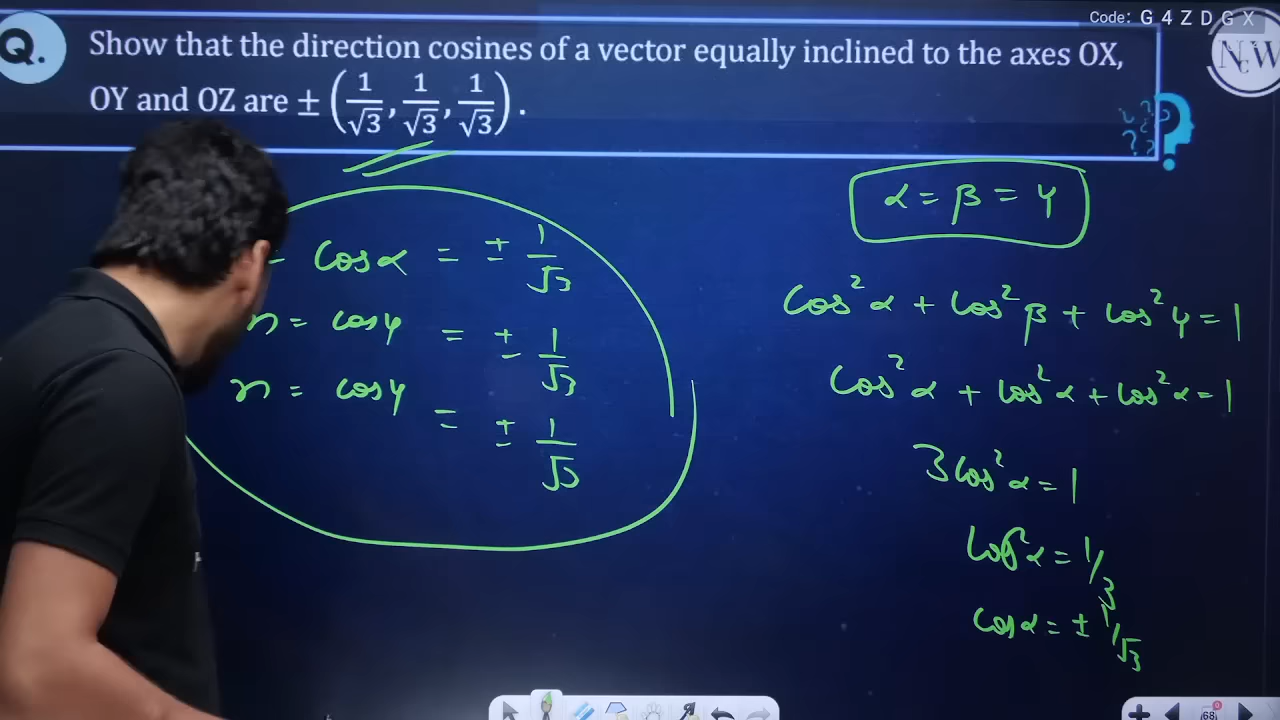 Code: G 4 Z D G X
Q. Show that the direction cosines of a vector equally inclined to the axes OX,
OY and OZ are ± (1/√3, 1/√3, 1/√3).
NCW
α = β = γ
= cosα = ± 1/√3
n = cosγ = ± 1/√3
n = cosγ = ± 1/√3
cos²α + cos²β + cos²γ = 1
cos²α + cos²α + cos²α = 1
3cos²α = 1
cos²α = 1/3
cosα = ± 1/√3
68